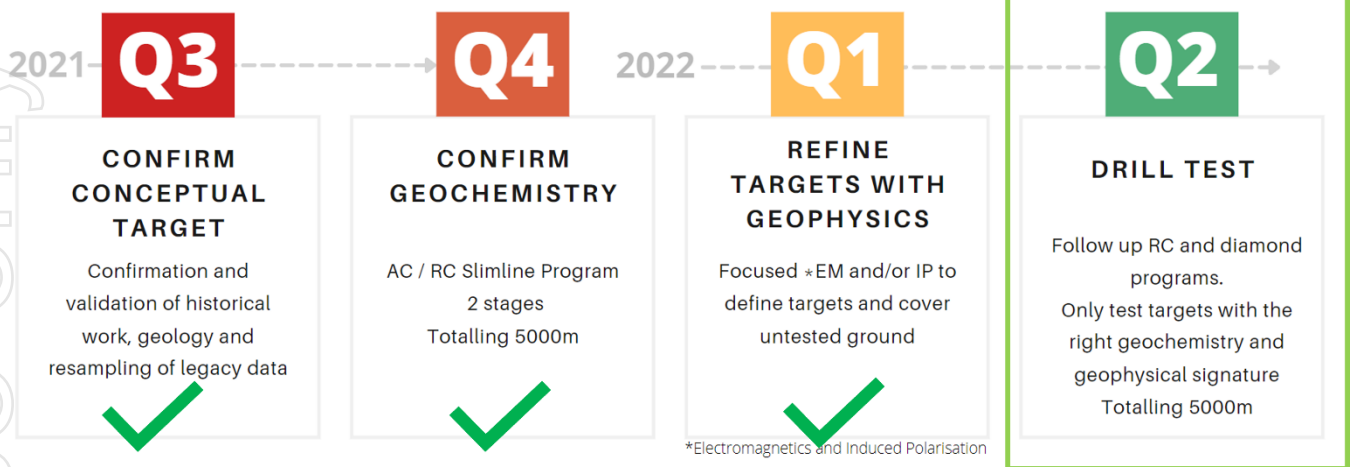 2021
Q3
CONFIRM
CONCEPTUAL
TARGET
Confirmation and
validation of historical
work, geology and
resampling of legacy data
Q4
CONFIRM
GEOCHEMISTRY
AC / RC Slimline Program
2 stages
Totalling 5000m
2022
Q1
REFINE
TARGETS WITH
GEOPHYSICS
Focused *EM and/or IP to
define targets and cover
untested ground
*Electromagnetics and Induced Polarisation
Q2
DRILL TEST
Follow up RC and diamond
programs.
Only test targets with the
right geochemistry and
geophysical signature
Totalling 5000m